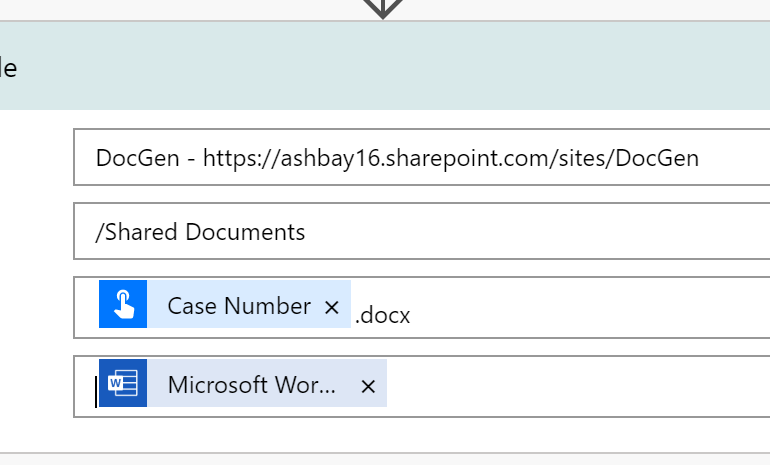 le
DocGen - https://ashbay16.sharepoint.com/sites/DocGen
/Shared Documents
Case Number × .docx
W Microsoft Wor... ×